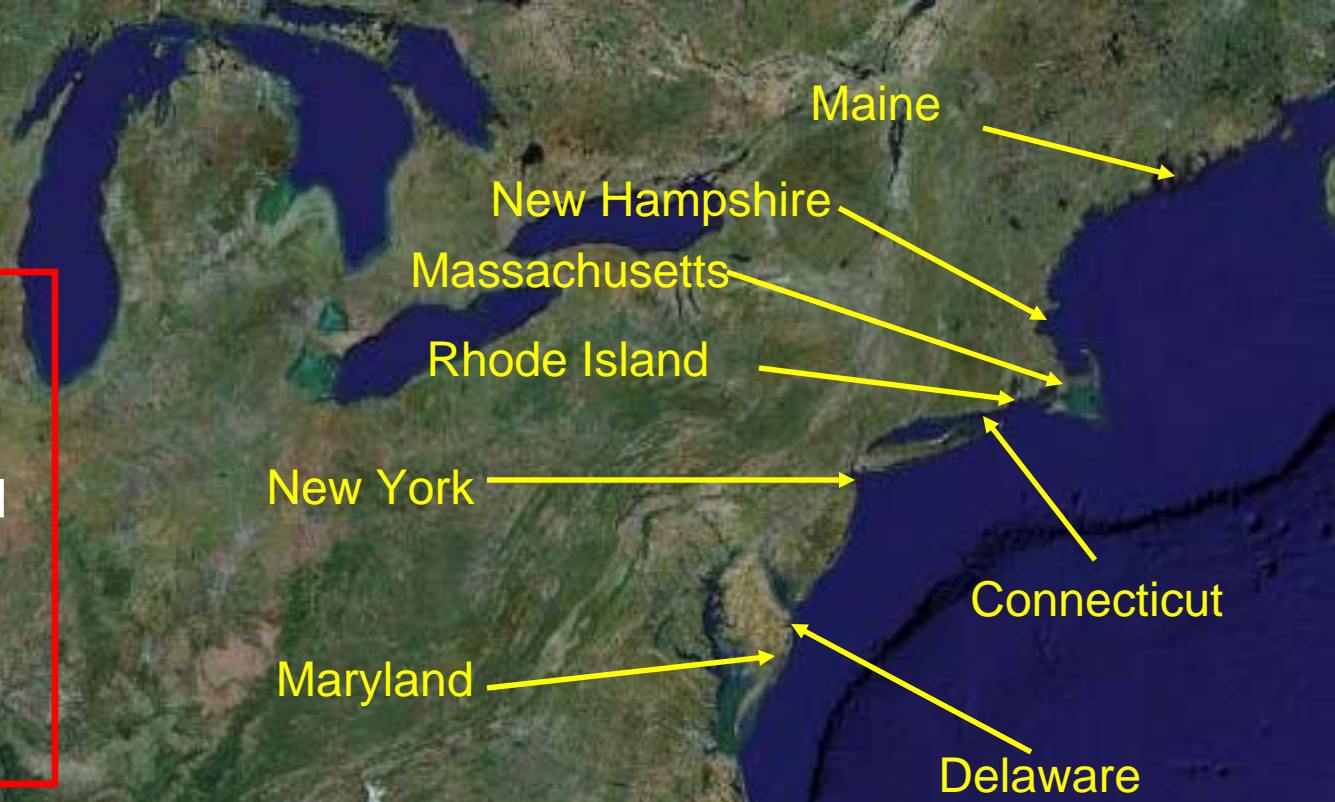 Maine
New Hampshire
Massachusetts
Rhode Island
New York
Connecticut
Maryland
Delaware